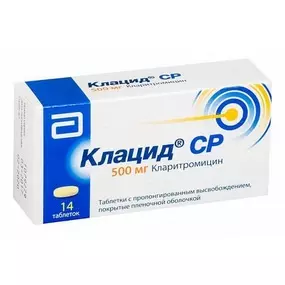 Клацид® СР
500 мг Кларитромицин
Таблетки с пролонгированным высвобождением,
покрытые пленочной оболочкой
14
таблеток